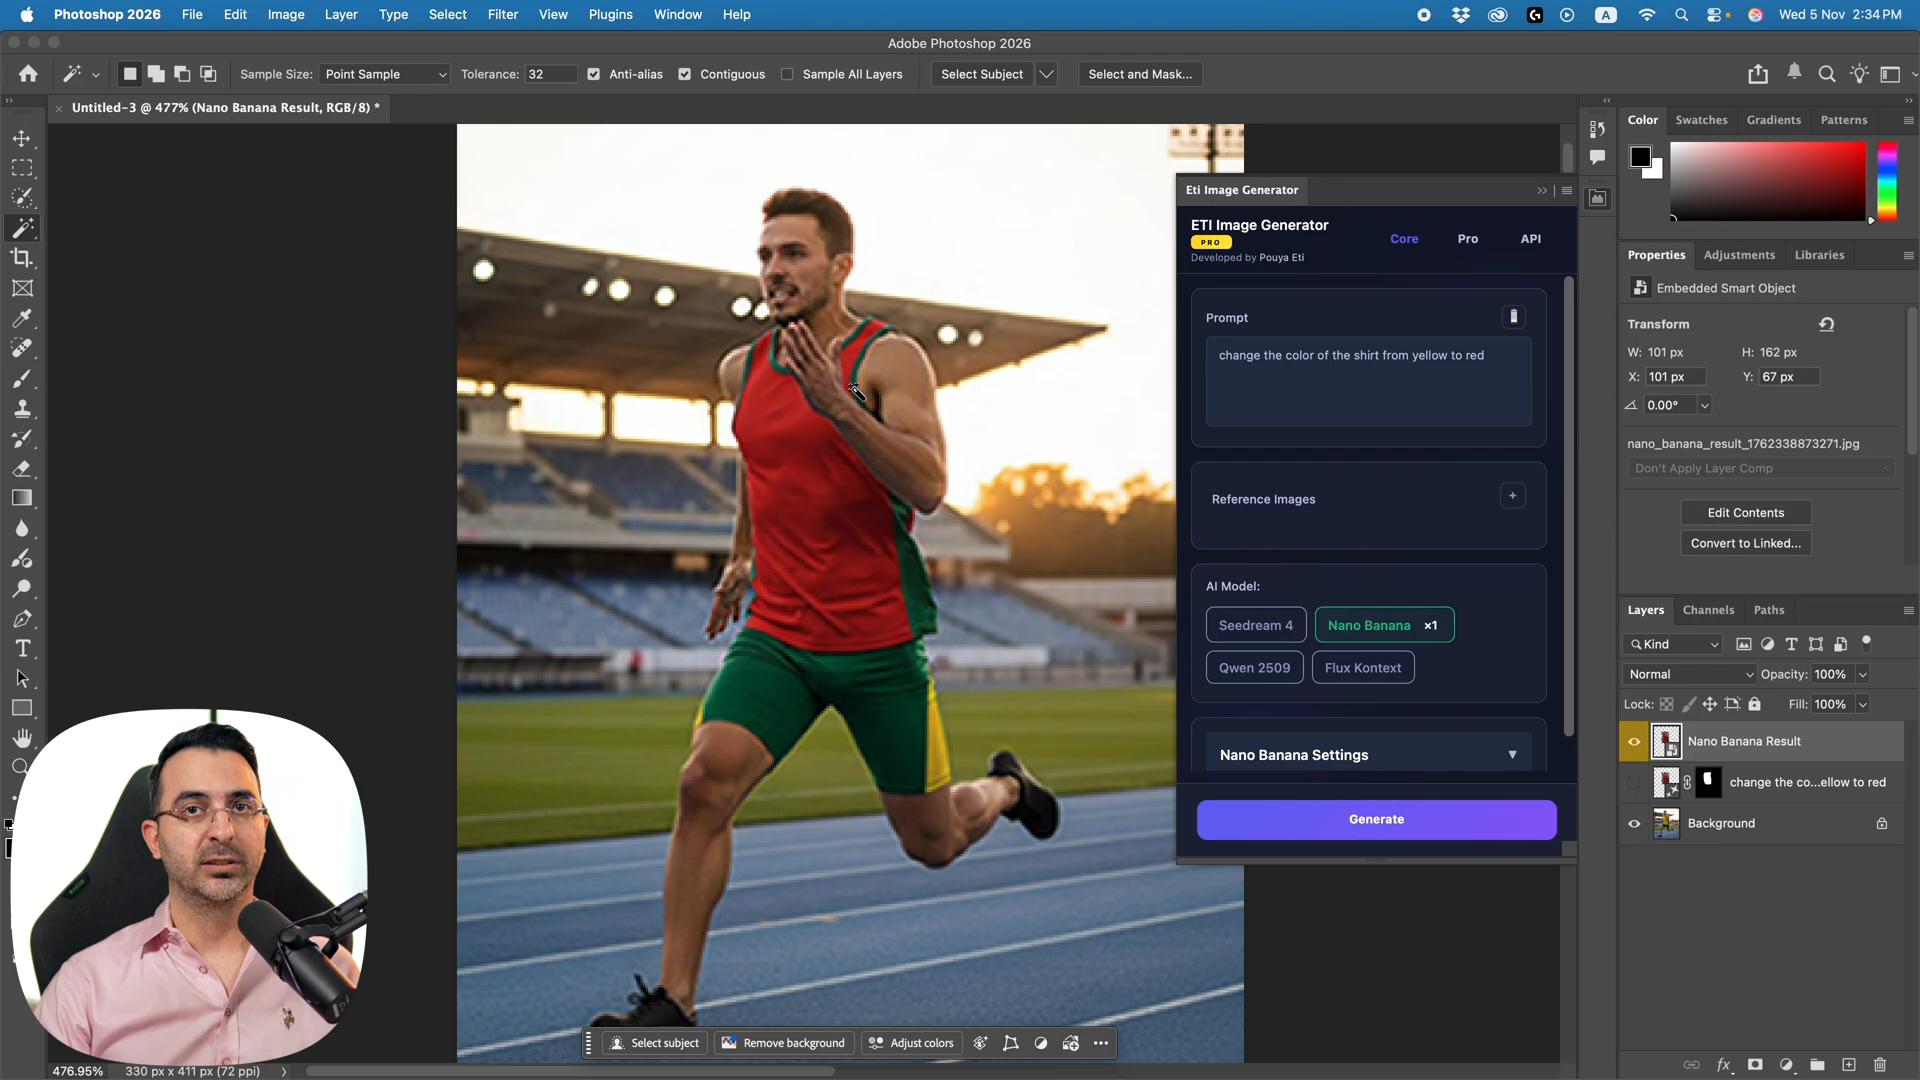 Photoshop 2026 File Edit Image Layer Type Select Filter View Plugins Window Help
A Wed 5 Nov 2:34 PM
Adobe Photoshop 2026
Sample Size: Point Sample Tolerance: 32 Anti-alias Contiguous Sample All Layers Select Subject Select and Mask...
Untitled-3 @ 477% (Nano Banana Result, RGB/8) *
Color Swatches Gradients Patterns
Eti Image Generator
ETI Image Generator
PRO
Developed by Pouya Eti
Core Pro API
Prompt
change the color of the shirt from yellow to red
Reference Images
+
AI Model:
Seedream 4 Nano Banana ×1
Qwen 2509 Flux Kontext
Nano Banana Settings
Generate
Properties Adjustments Libraries
Embedded Smart Object
Transform
W: 101 px H: 162 px
X: 101 px Y: 67 px
0.00°
nano_banana_result_1762338873271.jpg
Don't Apply Layer Comp
Edit Contents
Convert to Linked...
Layers Channels Paths
Kind
Normal Opacity: 100%
Lock: Fill: 100%
Nano Banana Result
change the co...ellow to red
Background
Select subject Remove background Adjust colors
476.95% 330 px x 411 px (72 ppi)